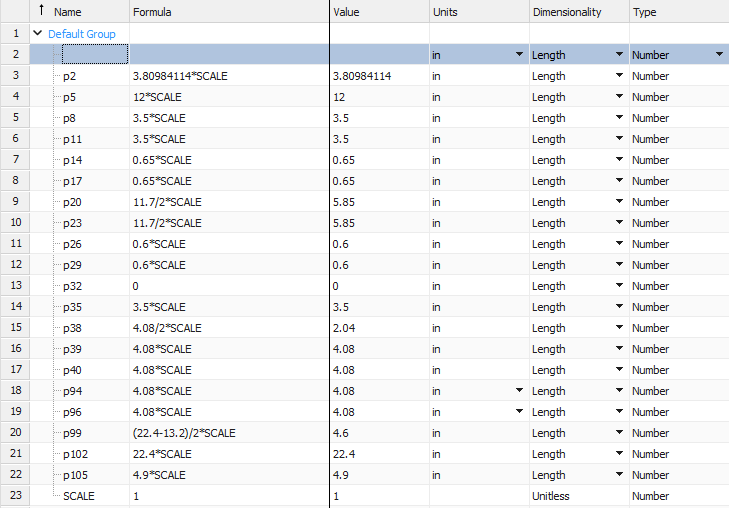 ↑ Name Formula Value Units Dimensionality Type
1 Default Group
2 in Length Number
3 p2 3.80984114*SCALE 3.80984114 in Length Number
4 p5 12*SCALE 12 in Length Number
5 p8 3.5*SCALE 3.5 in Length Number
6 p11 3.5*SCALE 3.5 in Length Number
7 p14 0.65*SCALE 0.65 in Length Number
8 p17 0.65*SCALE 0.65 in Length Number
9 p20 11.7/2*SCALE 5.85 in Length Number
10 p23 11.7/2*SCALE 5.85 in Length Number
11 p26 0.6*SCALE 0.6 in Length Number
12 p29 0.6*SCALE 0.6 in Length Number
13 p32 0 0 in Length Number
14 p35 3.5*SCALE 3.5 in Length Number
15 p38 4.08/2*SCALE 2.04 in Length Number
16 p39 4.08*SCALE 4.08 in Length Number
17 p40 4.08*SCALE 4.08 in Length Number
18 p94 4.08*SCALE 4.08 in Length Number
19 p96 4.08*SCALE 4.08 in Length Number
20 p99 (22.4-13.2)/2*SCALE 4.6 in Length Number
21 p102 22.4*SCALE 22.4 in Length Number
22 p105 4.9*SCALE 4.9 in Length Number
23 SCALE 1 1 Unitless Number